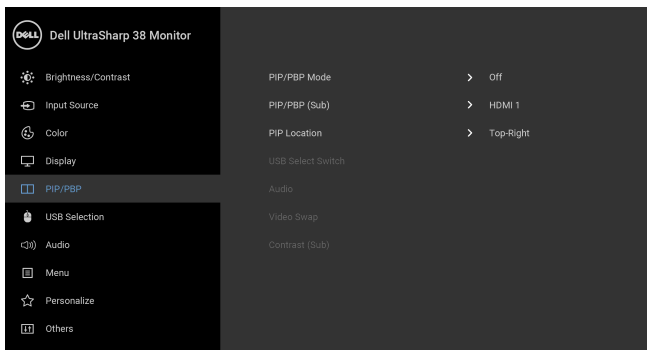 DELL Dell UltraSharp 38 Monitor
Brightness/Contrast PIP/PBP Mode Off
Input Source PIP/PBP (Sub) HDMI 1
Color PIP Location Top-Right
Display USB Select Switch
PIP/PBP Audio
USB Selection Video Swap
Audio Contrast (Sub)
Menu
Personalize
Others